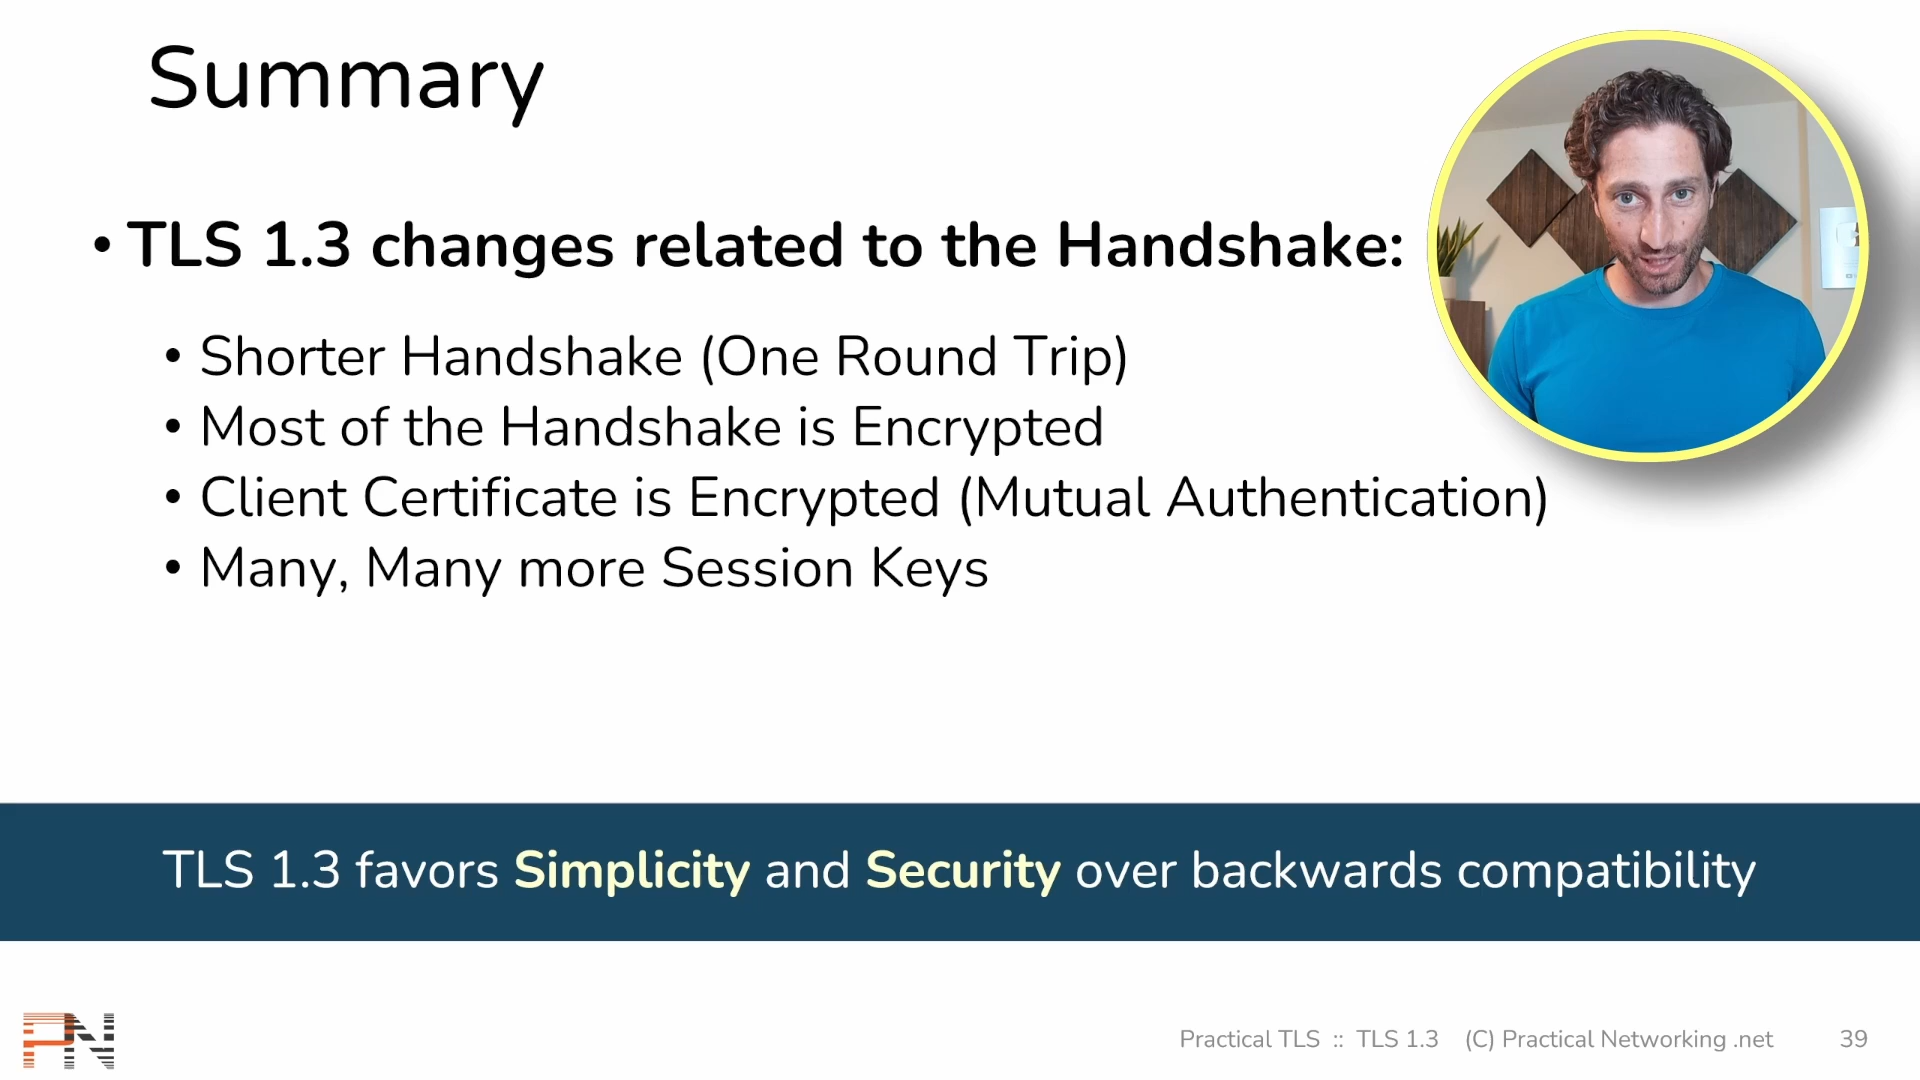 Summary
• TLS 1.3 changes related to the Handshake:
• Shorter Handshake (One Round Trip)
• Most of the Handshake is Encrypted
• Client Certificate is Encrypted (Mutual Authentication)
• Many, Many more Session Keys
TLS 1.3 favors Simplicity and Security over backwards compatibility
PN
Practical TLS :: TLS 1.3 (C) Practical Networking .net 39